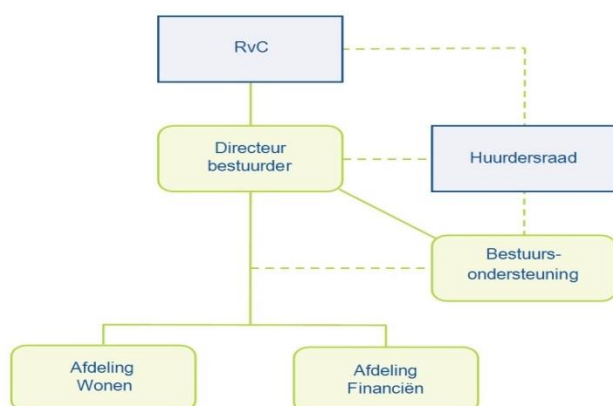 RvC
Directeur
bestuurder
Huurdersraad
Bestuurs-
ondersteuning
Afdeling
Wonen
Afdeling
Financiën